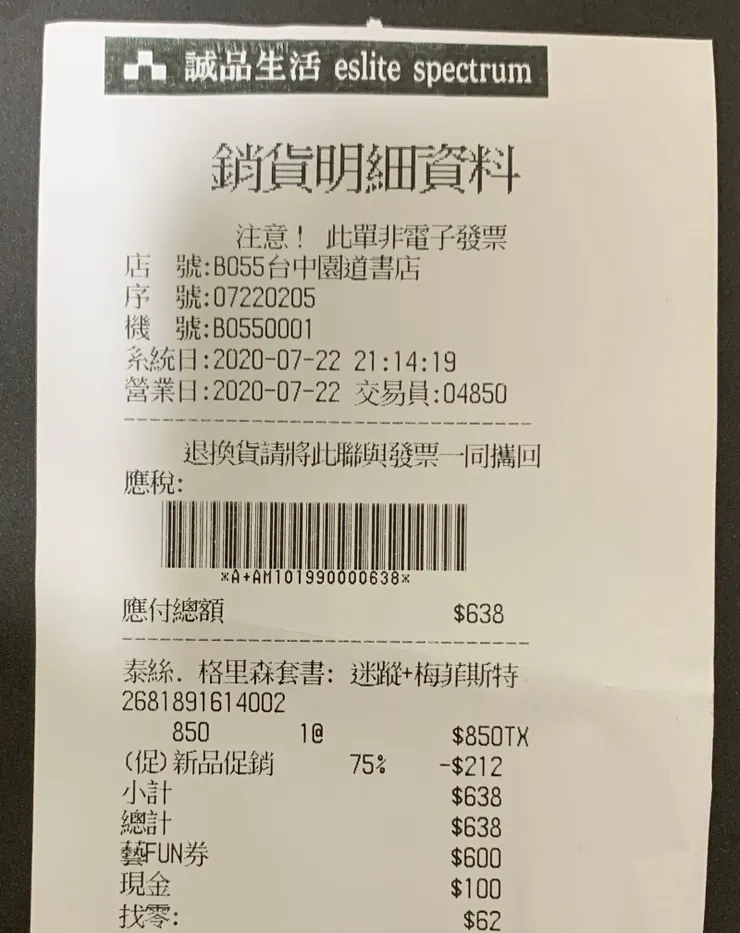 誠品生活 eslite spectrum
銷貨明細資料
注意! 此單非電子發票
店 號:B055台中園道書店
序 號:07220205
機 號:B0550001
系統日:2020-07-22 21:14:19
營業日:2020-07-22 交易員:04850
退換貨請將此聯與發票一同攜回
應稅:
*A+AM101990000638*
應付總額 $638
泰絲. 格里森套書: 迷蹤+梅菲斯特
2681891614002
850 1@ $850TX
(促)新品促銷 75% -$212
小計 $638
總計 $638
藝FUN券 $600
現金 $100
找零: $62